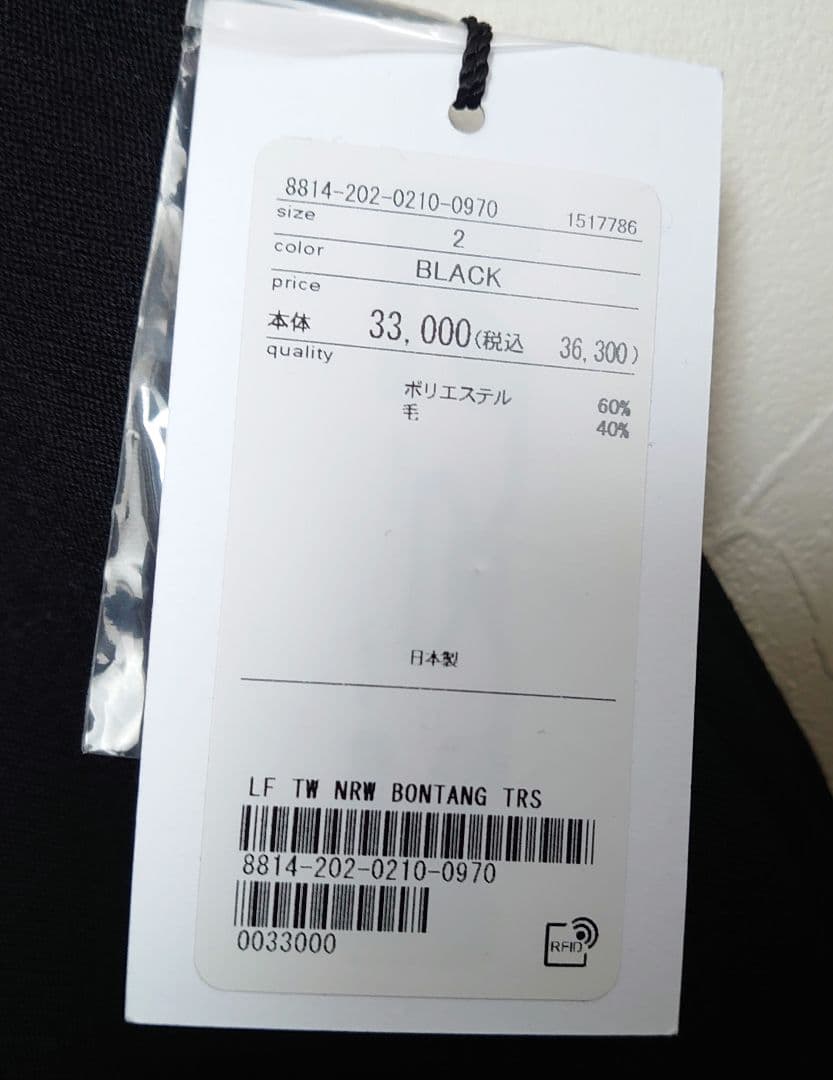 8814-202-0210-0970 1517786
size 2
color BLACK
price
本体 33,000(税込 36,300)
quality
ポリエステル 60%
毛 40%
日本製
LF TW NRW BONTANG TRS
8814-202-0210-0970
0033000
RFID